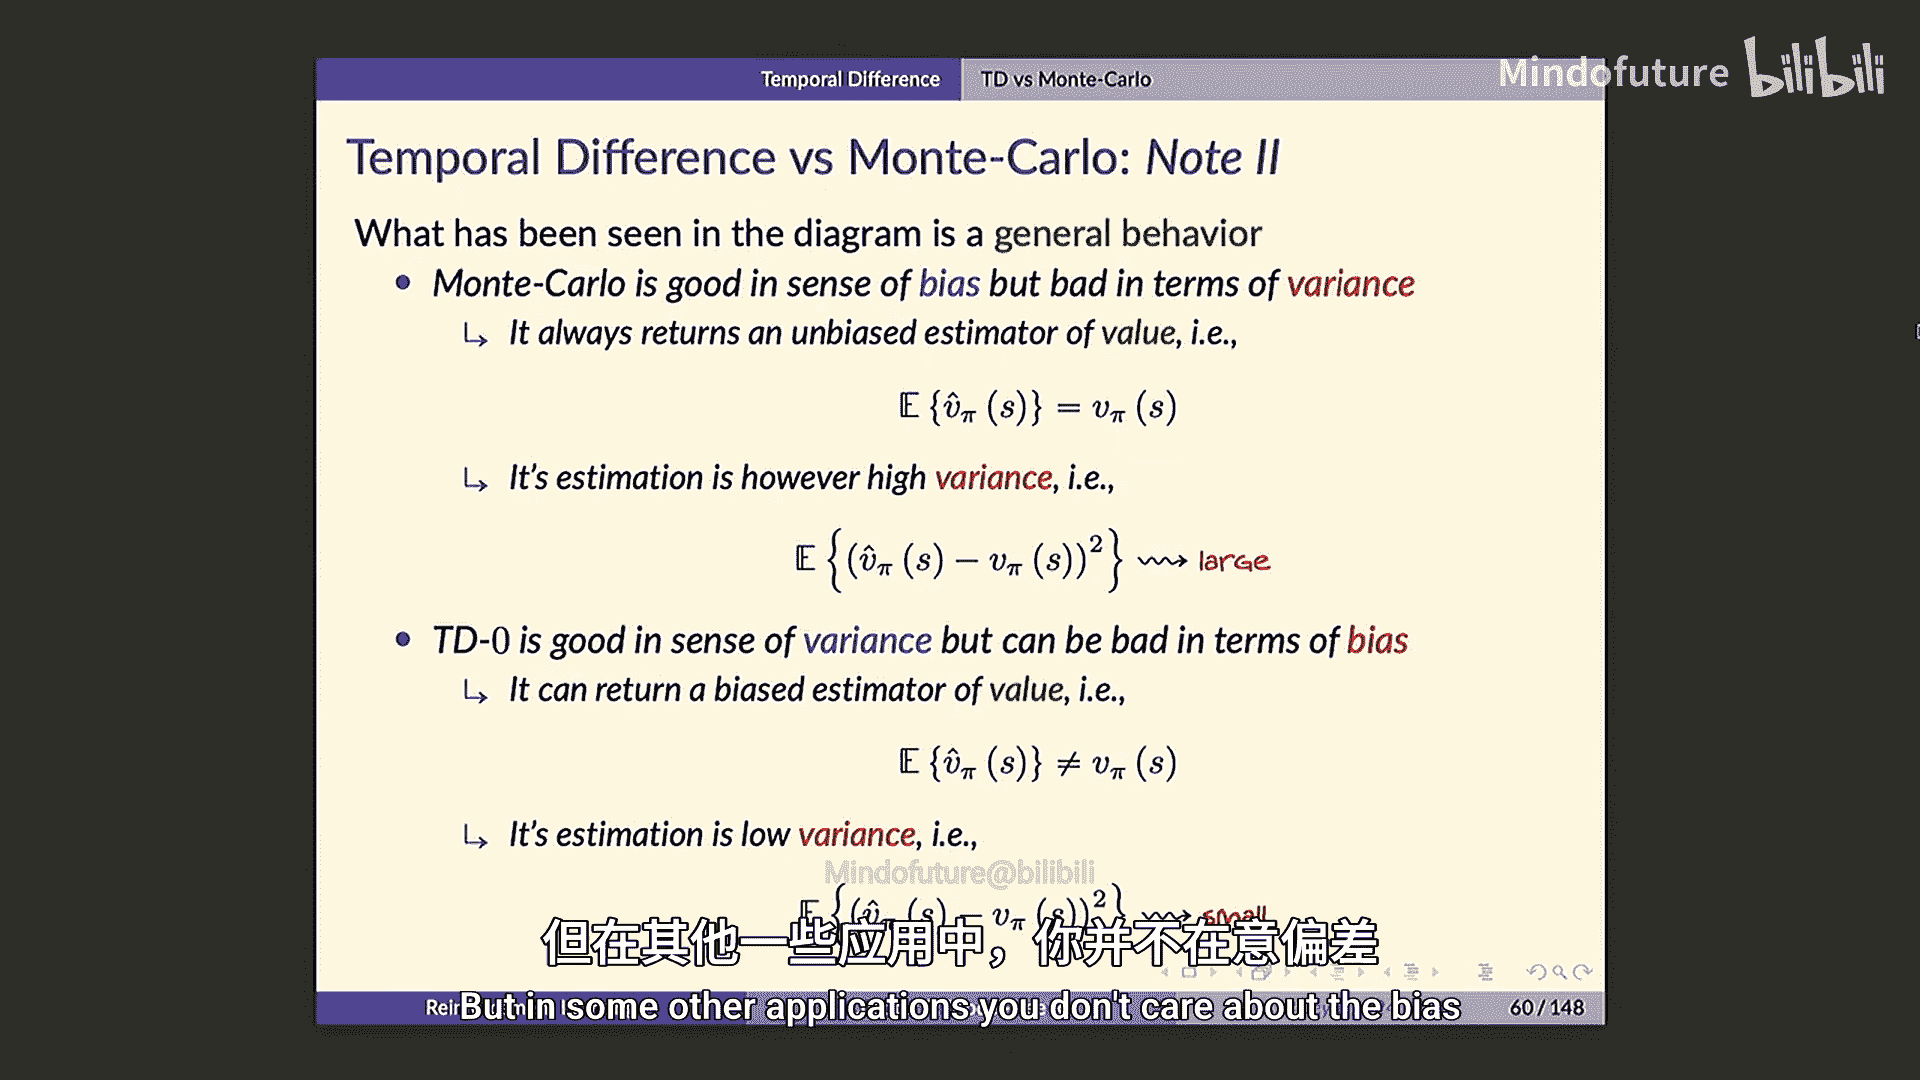 Temporal Difference TD vs Monte-Carlo
Mindofuture bilibili
Temporal Difference vs Monte-Carlo: Note II
What has been seen in the diagram is a general behavior
• Monte-Carlo is good in sense of bias but bad in terms of variance
↳ It always returns an unbiased estimator of value, i.e.,
𝔼 {v̂π (s)} = vπ (s)
↳ It's estimation is however high variance, i.e.,
𝔼 {(v̂π (s) − vπ (s))²} ⇝ large
• TD-0 is good in sense of variance but can be bad in terms of bias
↳ It can return a biased estimator of value, i.e.,
𝔼 {v̂π (s)} ≠ vπ (s)
↳ It's estimation is low variance, i.e.,
Mindofuture@bilibili
𝔼 {(v̂π (s) − vπ (s))²} ⇝ small
但在其他一些应用中，你并不在意偏差
But in some other applications you don't care about the bias
60 / 148